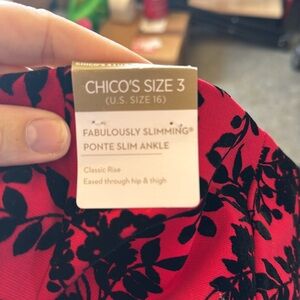 CHICO'S SIZE 3
(U.S. SIZE 16)
FABULOUSLY SLIMMING®
PONTE SLIM ANKLE
Classic Rise
Eased through hip & thigh